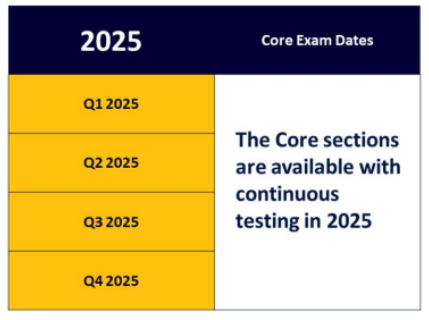 2025
Core Exam Dates
Q1 2025
Q2 2025
Q3 2025
Q4 2025
The Core sections
are available with
continuous
testing in 2025